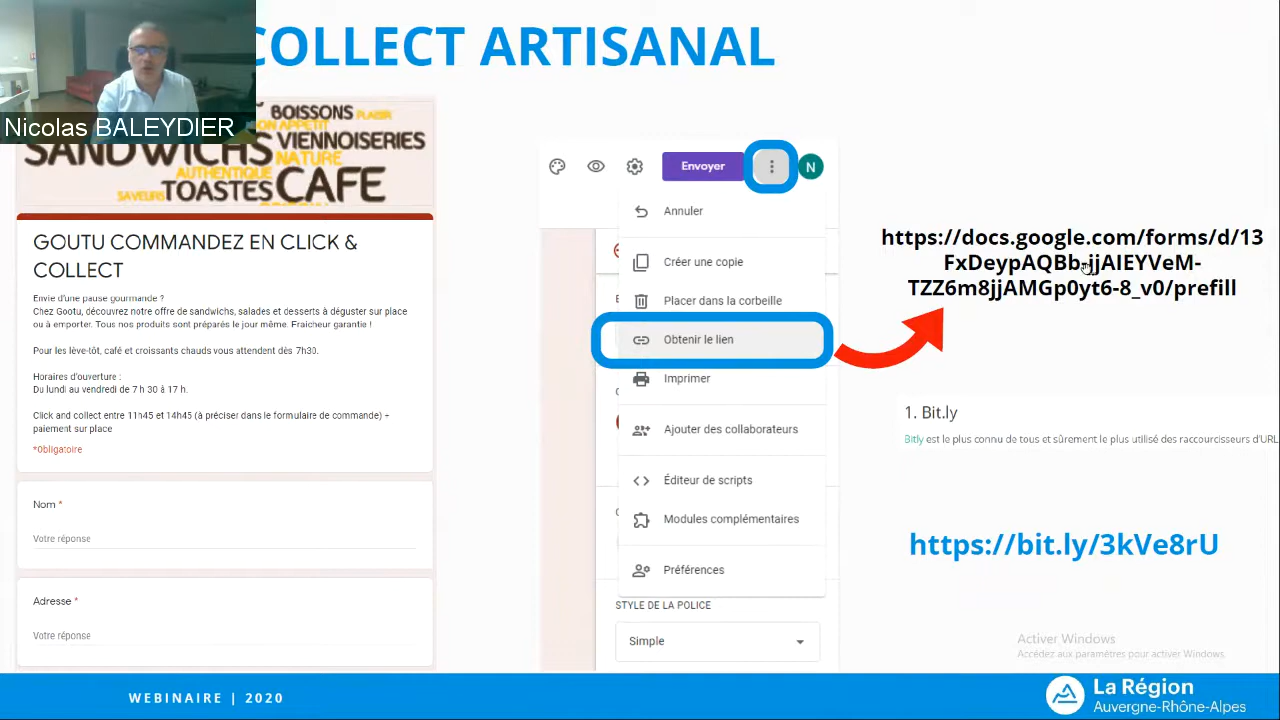 COLLECT ARTISANAL
Nicolas BALEYDIER
BOISSONS PLAISIR
BON APPETIT
SANDWICHS VIENNOISERIES
NATURE
AUTHENTIQUE
SAVEURS TOASTES CAFE
GOUTU COMMANDEZ EN CLICK &
COLLECT
Envie d'une pause gourmande ?
Chez Goutu, découvrez notre offre de sandwichs, salades et desserts à déguster sur place
ou à emporter. Tous nos produits sont préparés le jour même. Fraicheur garantie !
Pour les lève-tôt, café et croissants chauds vous attendent dès 7h30.
Horaires d'ouverture :
Du lundi au vendredi de 7 h 30 à 17 h.
Click and collect entre 11h45 et 14h45 (à préciser dans le formulaire de commande) +
paiement sur place
*Obligatoire
Nom *
Votre réponse
Adresse *
Votre réponse
Envoyer
N
Annuler
Créer une copie
Placer dans la corbeille
Obtenir le lien
Imprimer
Ajouter des collaborateurs
Éditeur de scripts
Modules complémentaires
Préférences
STYLE DE LA POLICE
Simple
https://docs.google.com/forms/d/13
FxDeypAQBb-jjAIEYVeM-
TZZ6m8jjAMGp0yt6-8_v0/prefill
1. Bit.ly
Bitly est le plus connu de tous et sûrement le plus utilisé des raccourcisseurs d'URL
https://bit.ly/3kVe8rU
Activer Windows
Accédez aux paramètres pour activer Windows.
WEBINAIRE | 2020
La Région
Auvergne-Rhône-Alpes